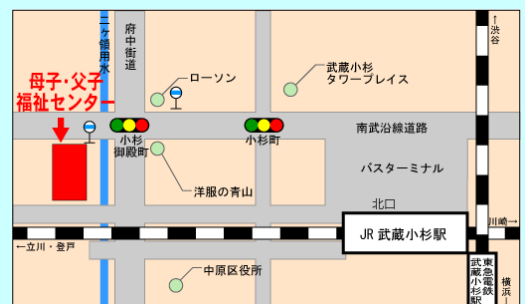 二ヶ領用水
府中街道
↑渋谷
母子・父子
福祉センター
ローソン
武蔵小杉
タワープレイス
小杉
御殿町
小杉町
南武沿線道路
バスターミナル
洋服の青山
北口
川崎→
JR 武蔵小杉駅
←立川・登戸
中原区役所
東急電鉄
武蔵小杉駅
横浜